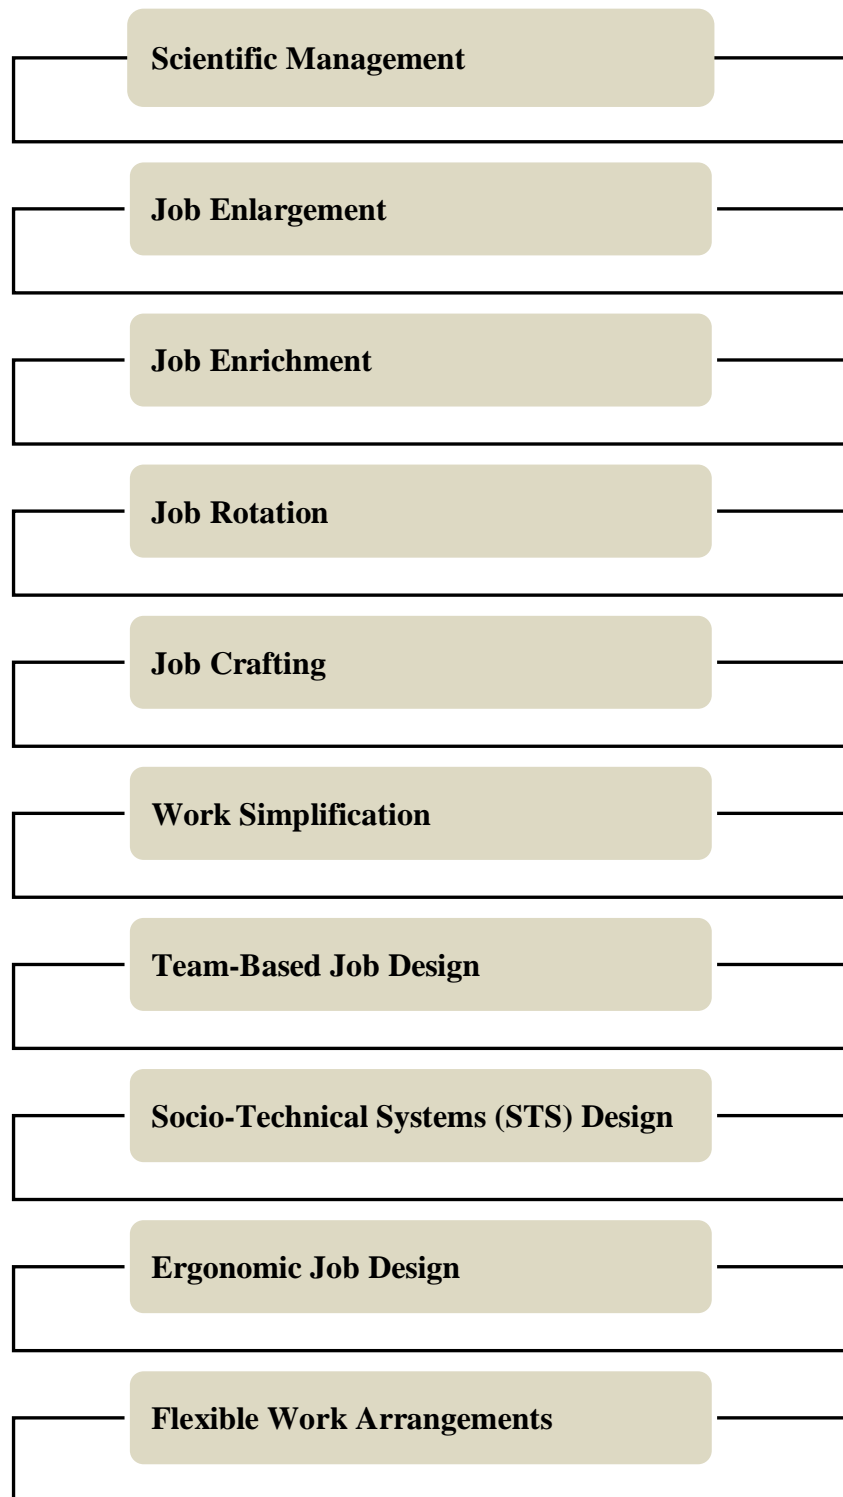 Scientific Management
Job Enlargement
Job Enrichment
Job Rotation
Job Crafting
Work Simplification
Team-Based Job Design
Socio-Technical Systems (STS) Design
Ergonomic Job Design
Flexible Work Arrangements